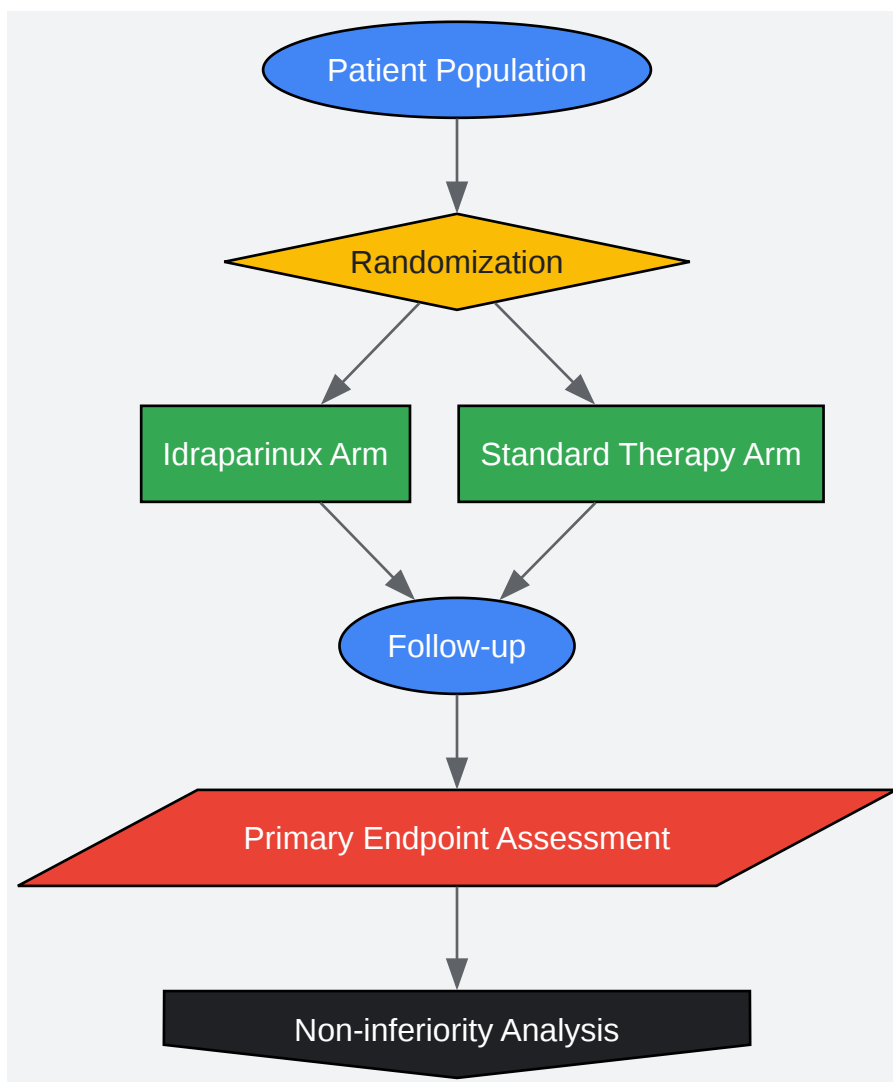 Patient Population
Randomization
Idraparinux Arm
Standard Therapy Arm
Follow-up
Primary Endpoint Assessment
Non-inferiority Analysis